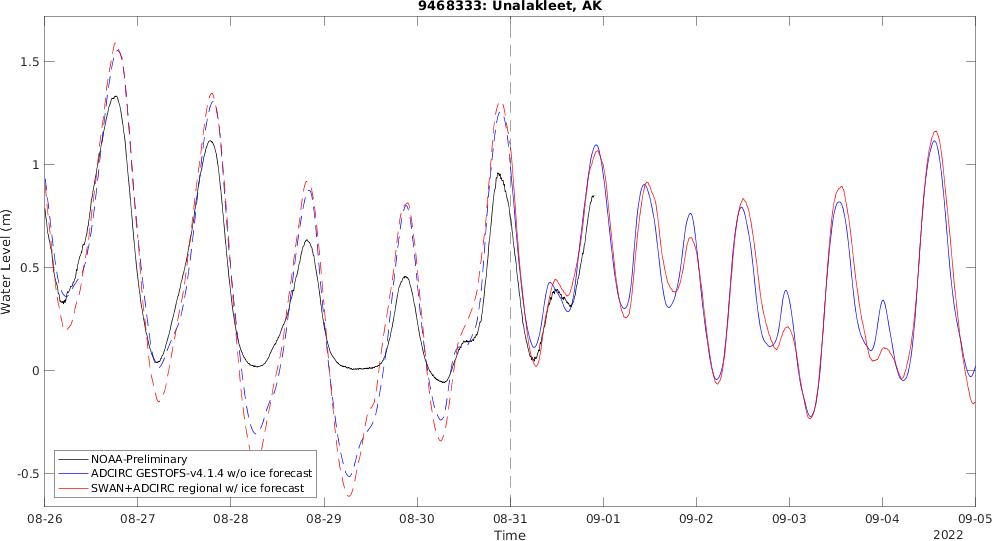 9468333: Unalakleet, AK
Water Level (m)
1.5
1
0.5
0
-0.5
NOAA-Preliminary
ADCIRC GESTOFS-v4.1.4 w/o ice forecast
SWAN+ADCIRC regional w/ ice forecast
08-26 08-27 08-28 08-29 08-30 08-31 09-01 09-02 09-03 09-04 09-05
Time
2022